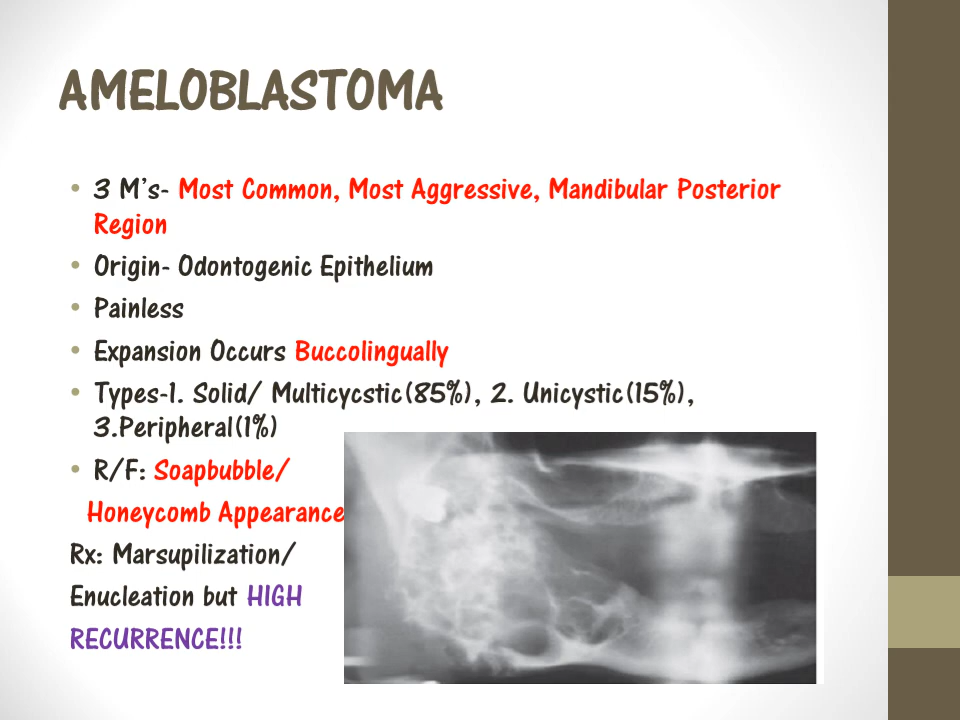 AMELOBLASTOMA
• 3 M's- Most Common, Most Aggressive, Mandibular Posterior
Region
• Origin- Odontogenic Epithelium
• Painless
• Expansion Occurs Buccolingually
• Types-1. Solid/ Multicycstic(85%), 2. Unicystic(15%),
3.Peripheral(1%)
• R/F: Soapbubble/
Honeycomb Appearance
Rx: Marsupilization/
Enucleation but HIGH
RECURRENCE!!!